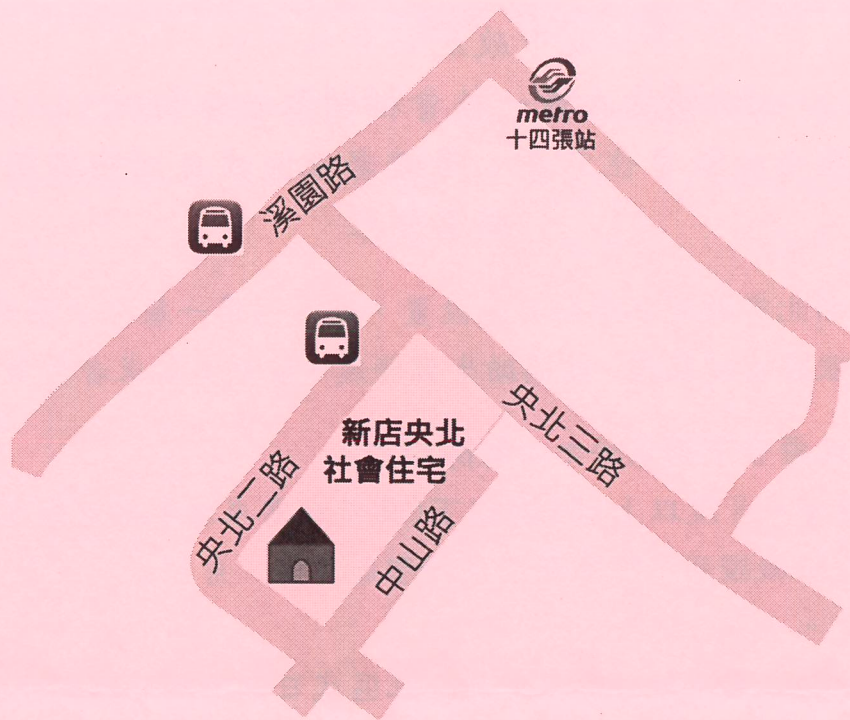 metro
十四張站
溪園路
央北三路
新店央北
社會住宅
央北二路
中山路